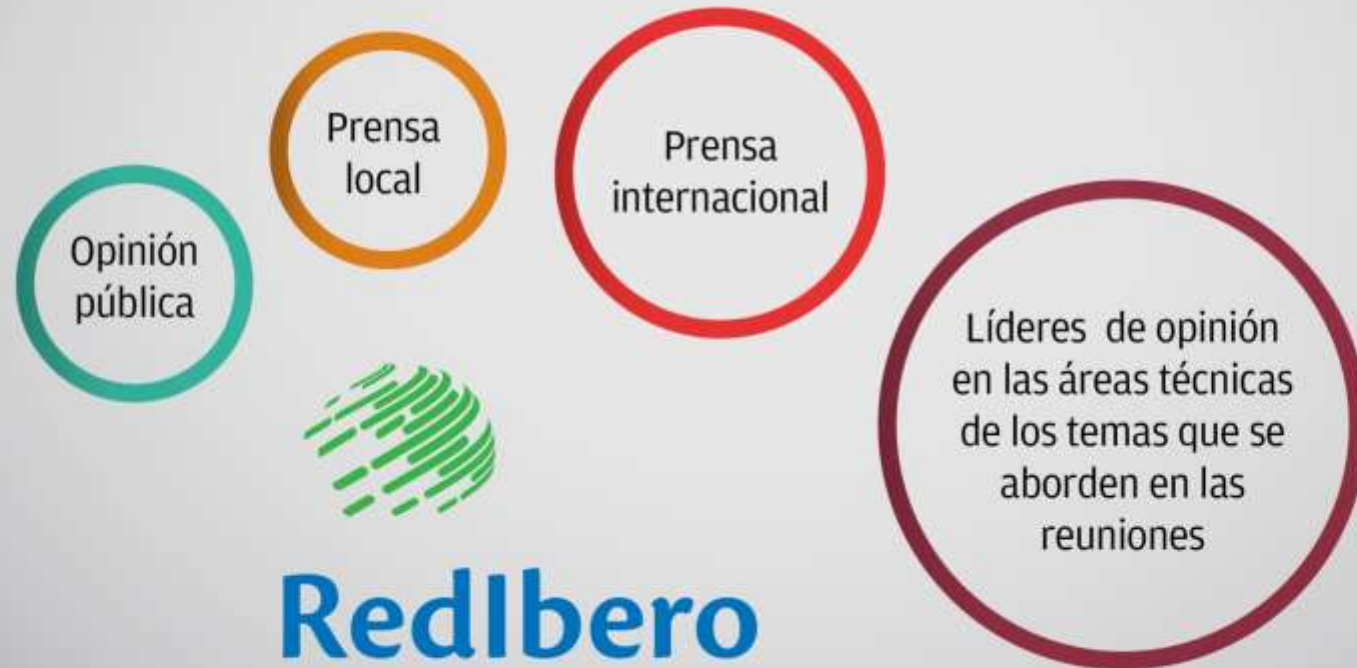 Opinión
pública
Prensa
local
Prensa
internacional
Líderes de opinión
en las áreas técnicas
de los temas que se
aborden en las
reuniones
RedIbero